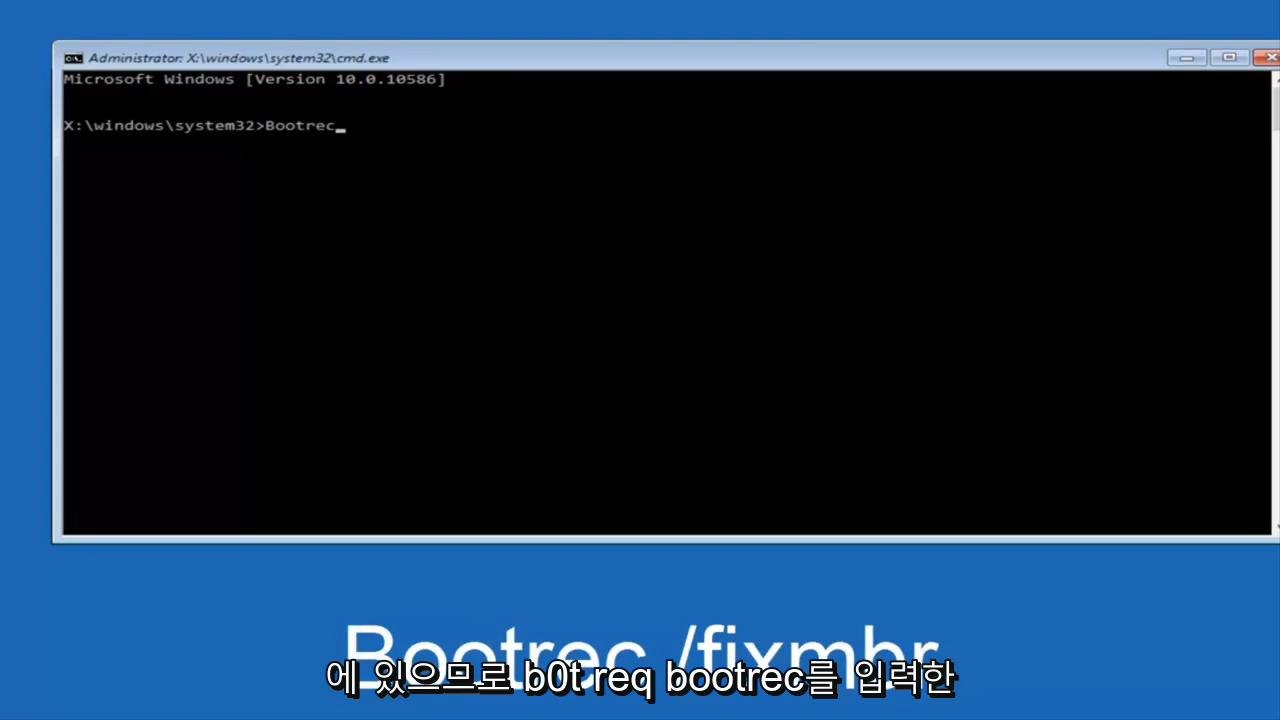 Administrator: X:\windows\system32\cmd.exe
Microsoft Windows [Version 10.0.10586]
X:\windows\system32>Bootrec_
Bootrec /fixmbr
에 있으므로 b0t req bootrec를 입력한